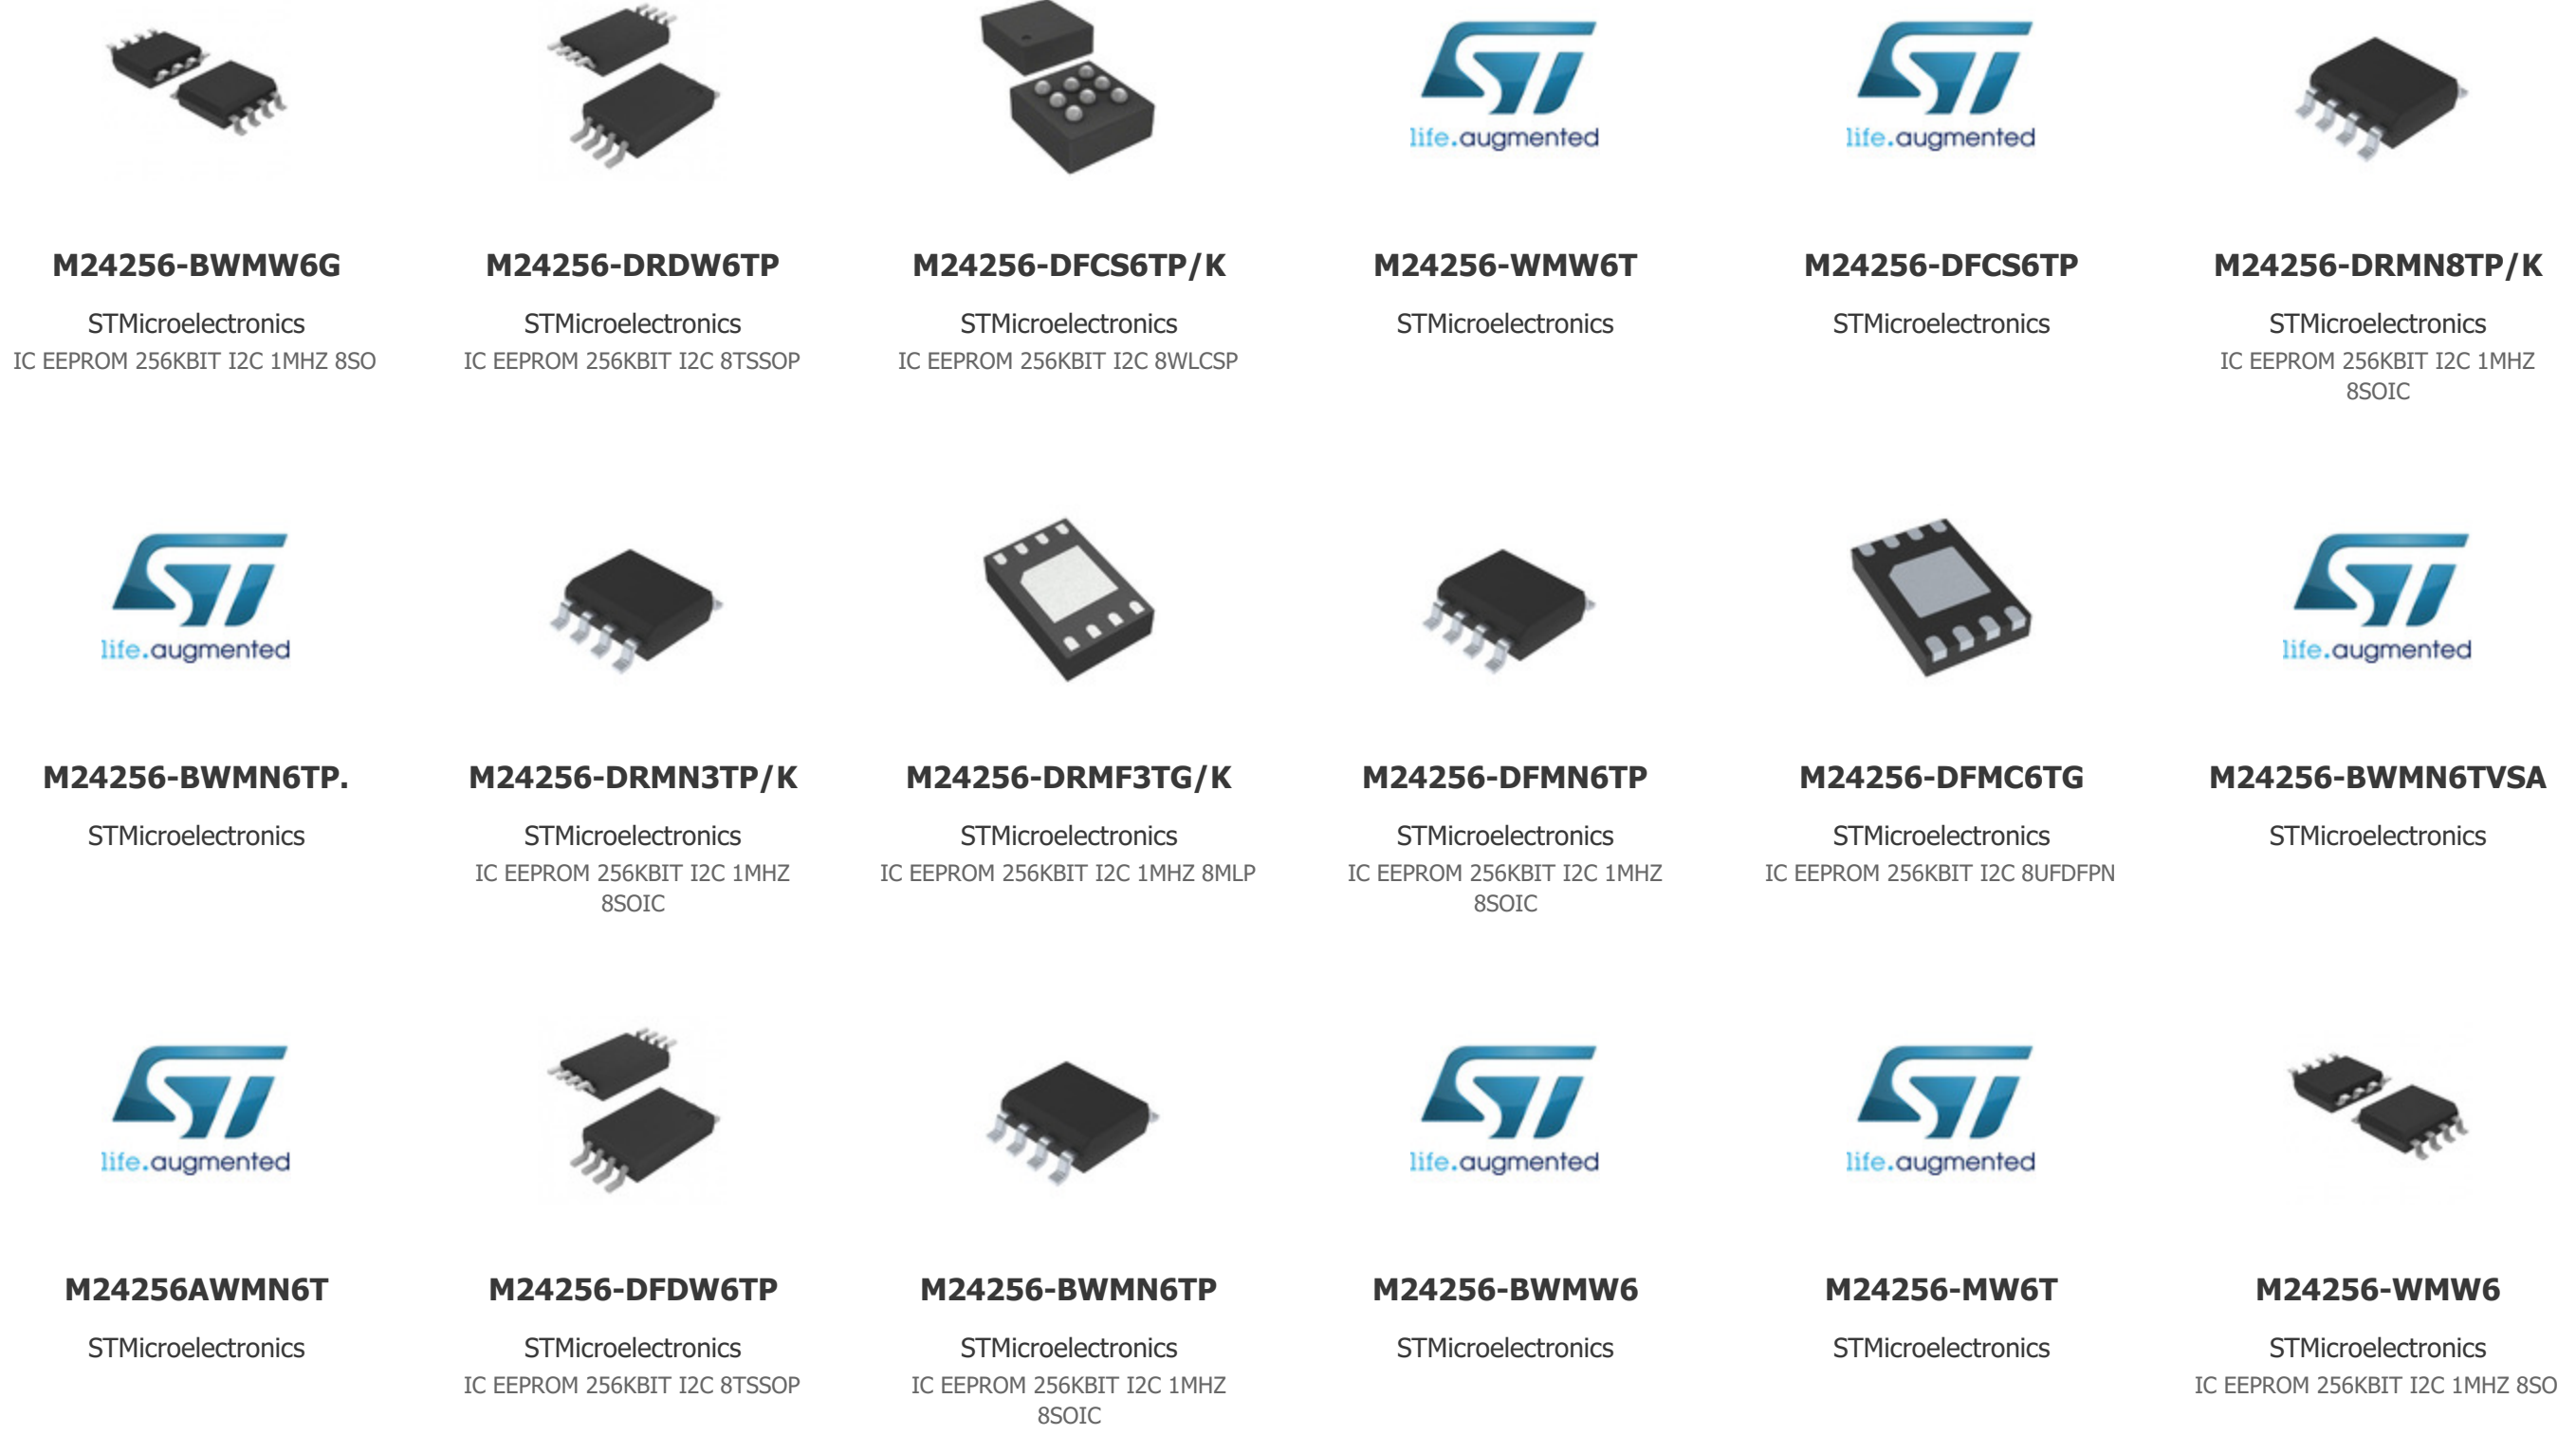 life.augmented
life.augmented
M24256-BWMW6G
STMicroelectronics
IC EEPROM 256KBIT I2C 1MHZ 8SO
M24256-DRDW6TP
STMicroelectronics
IC EEPROM 256KBIT I2C 8TSSOP
M24256-DFCS6TP/K
STMicroelectronics
IC EEPROM 256KBIT I2C 8WLCSP
M24256-WMW6T
STMicroelectronics
M24256-DFCS6TP
STMicroelectronics
M24256-DRMN8TP/K
STMicroelectronics
IC EEPROM 256KBIT I2C 1MHZ
8SOIC
life.augmented
life.augmented
M24256-BWMN6TP.
STMicroelectronics
M24256-DRMN3TP/K
STMicroelectronics
IC EEPROM 256KBIT I2C 1MHZ
8SOIC
M24256-DRMF3TG/K
STMicroelectronics
IC EEPROM 256KBIT I2C 1MHZ 8MLP
M24256-DFMN6TP
STMicroelectronics
IC EEPROM 256KBIT I2C 1MHZ
8SOIC
M24256-DFMC6TG
STMicroelectronics
IC EEPROM 256KBIT I2C 8UFDFPN
M24256-BWMN6TVSA
STMicroelectronics
life.augmented
life.augmented
life.augmented
M24256AWMN6T
STMicroelectronics
M24256-DFDW6TP
STMicroelectronics
IC EEPROM 256KBIT I2C 8TSSOP
M24256-BWMN6TP
STMicroelectronics
IC EEPROM 256KBIT I2C 1MHZ
8SOIC
M24256-BWMW6
STMicroelectronics
M24256-MW6T
STMicroelectronics
M24256-WMW6
STMicroelectronics
IC EEPROM 256KBIT I2C 1MHZ 8SO